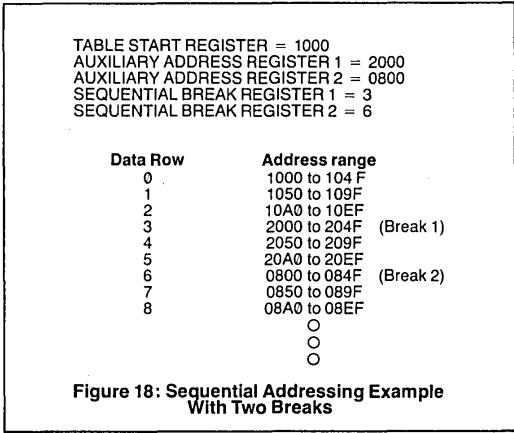 TABLE START REGISTER = 1000
AUXILIARY ADDRESS REGISTER 1 = 2000
AUXILIARY ADDRESS REGISTER 2 = 0800
SEQUENTIAL BREAK REGISTER 1 = 3
SEQUENTIAL BREAK REGISTER 2 = 6
Data Row Address range
0 1000 to 104F
1 1050 to 109F
2 10A0 to 10EF
3 2000 to 204F (Break 1)
4 2050 to 209F
5 20A0 to 20EF
6 0800 to 084F (Break 2)
7 0850 to 089F
8 08A0 to 08EF
Figure 18: Sequential Addressing Example
With Two Breaks